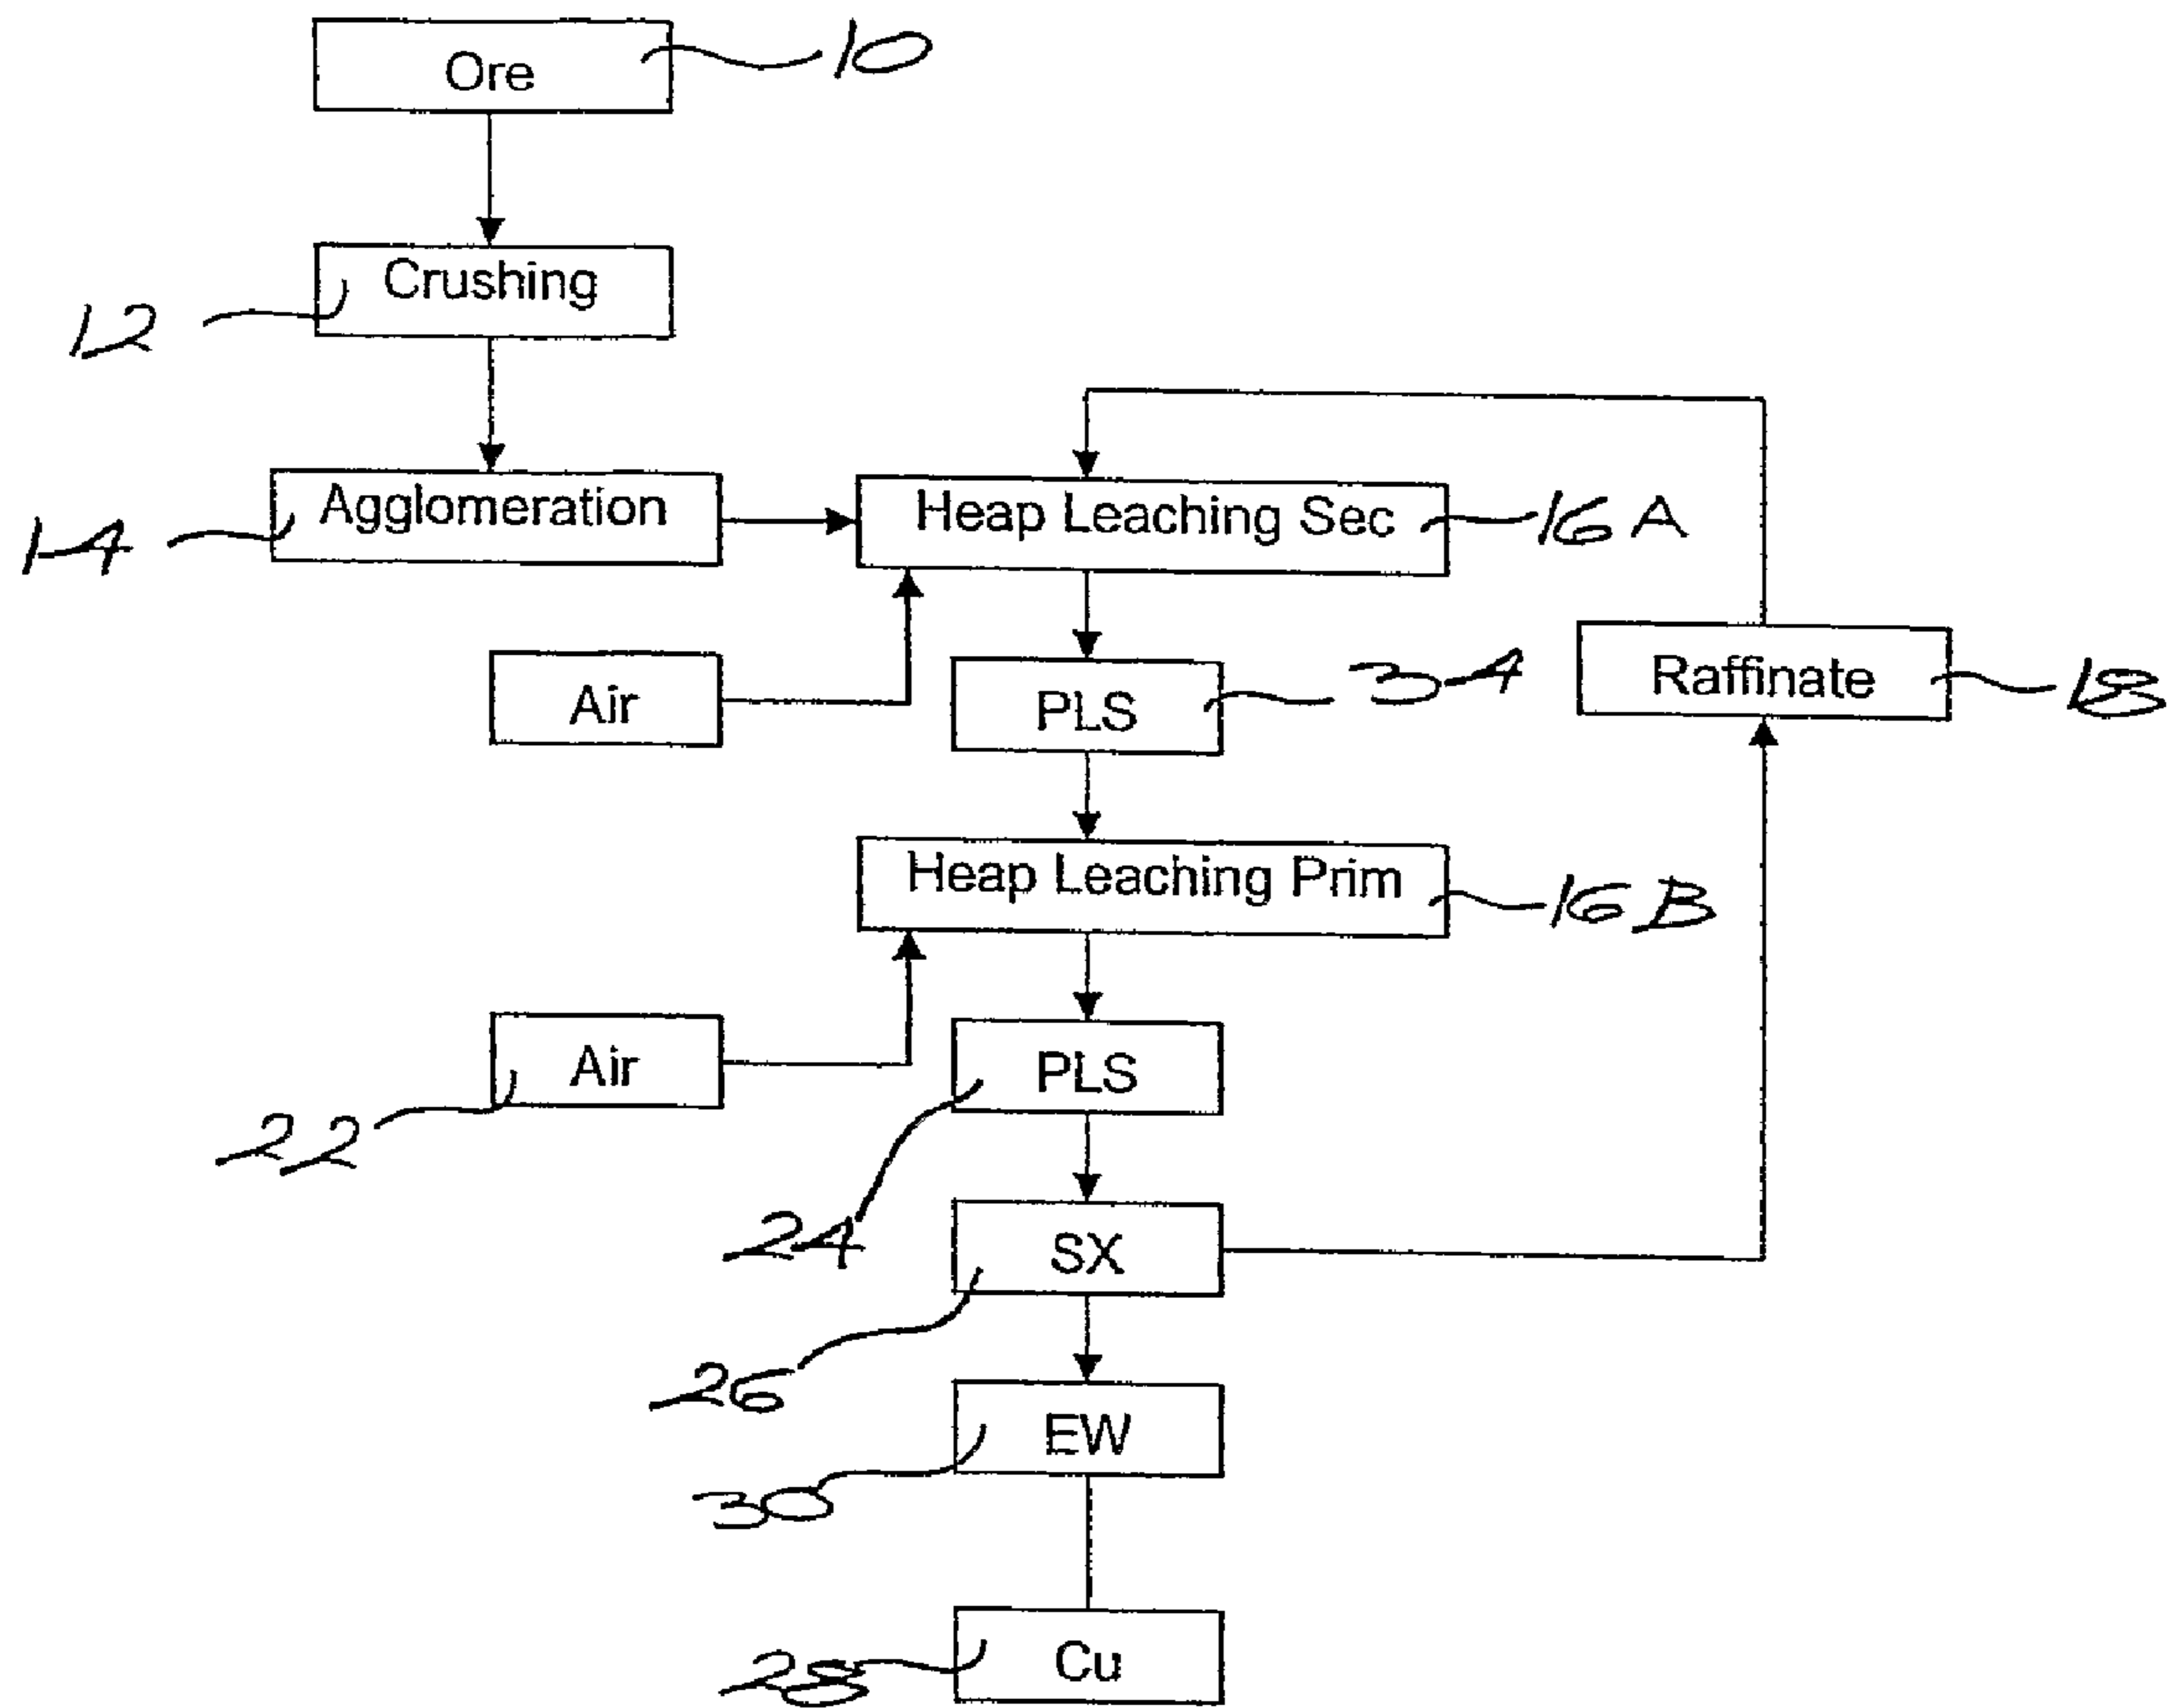 Ore
10
Crushing
12
Agglomeration
14
Heap Leaching Sec
16 A
Air
PLS
34
Raffinate
18
Heap Leaching Prim
16 B
Air
22
PLS
24
SX
26
EW
30
Cu
28